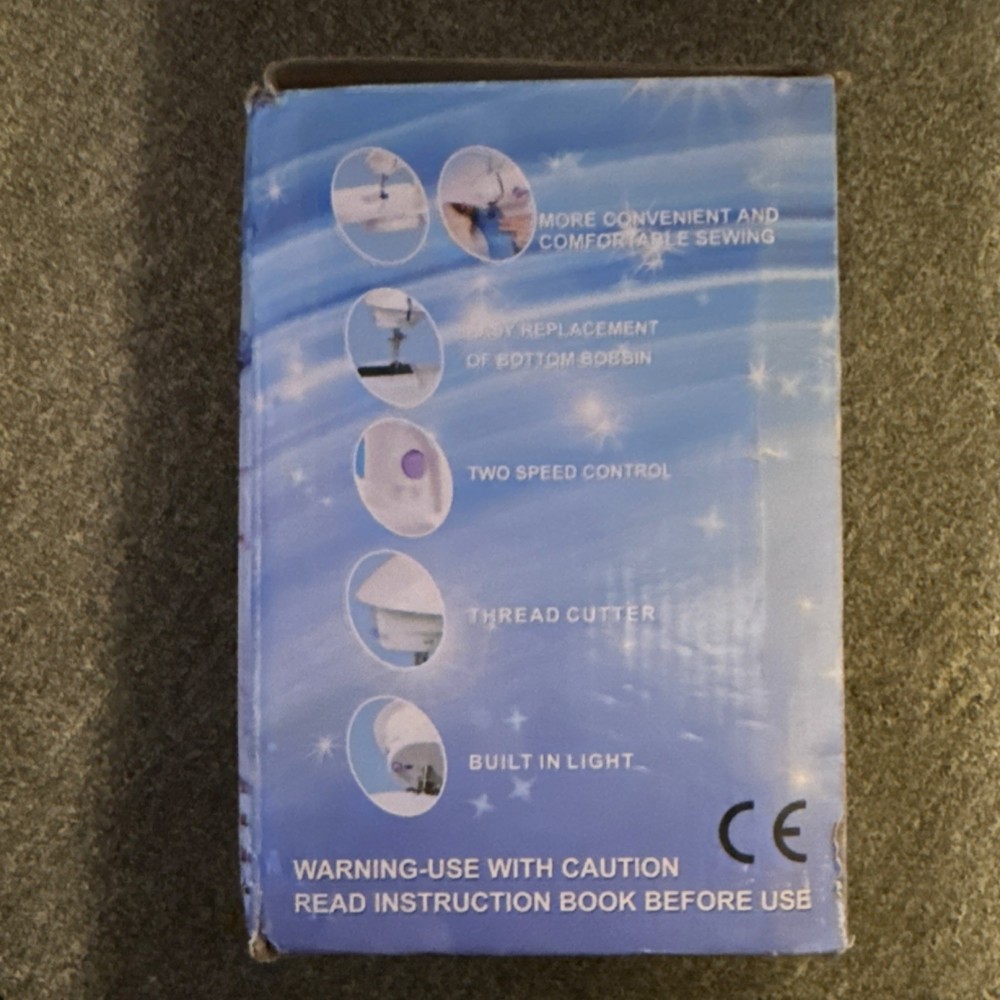 MORE CONVENIENT AND
COMFORTABLE SEWING
EASY REPLACEMENT
OF BOTTOM BOBBIN
TWO SPEED CONTROL
THREAD CUTTER
BUILT IN LIGHT
CE
WARNING-USE WITH CAUTION
READ INSTRUCTION BOOK BEFORE USE